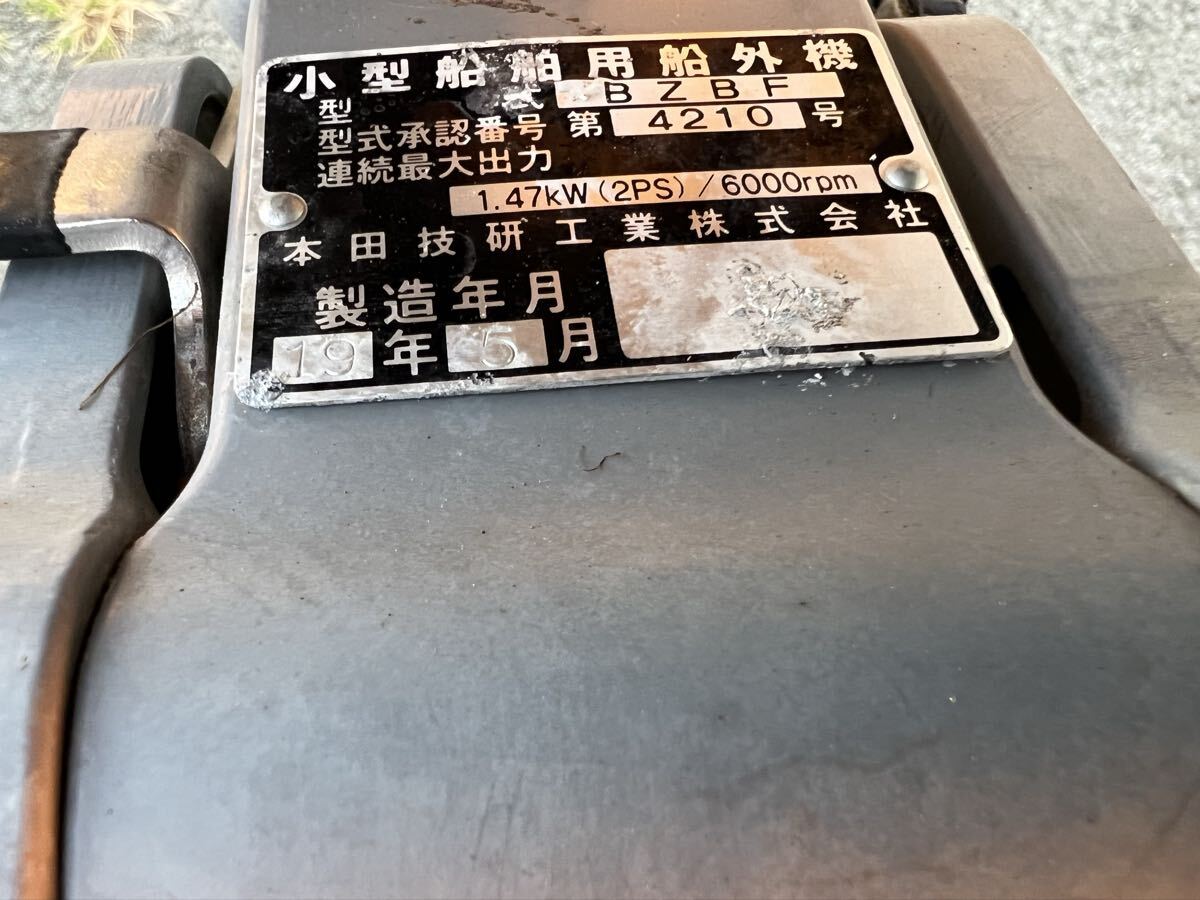 小型船舶用船外機
型式 BZBF
型式承認番号 第 4210 号
連続最大出力
1.47kW(2PS)/6000rpm
本田技研工業株式会社
製造年月
19年 5月